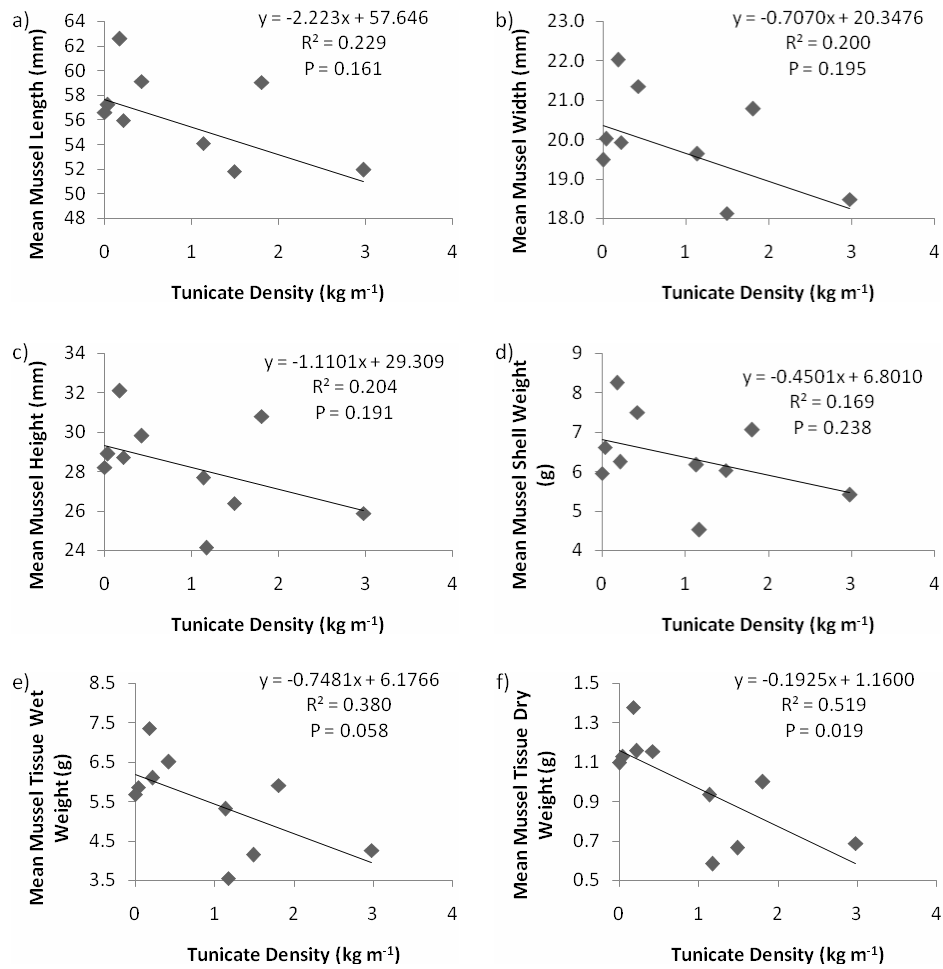 a)
y = -2.223x + 57.646
R² = 0.229
P = 0.161
Mean Mussel Length (mm)
64
62
60
58
56
54
52
50
48
0 1 2 3 4
Tunicate Density (kg m⁻¹)
b)
y = -0.7070x + 20.3476
R² = 0.200
P = 0.195
Mean Mussel Width (mm)
23.0
22.0
21.0
20.0
19.0
18.0
0 1 2 3 4
Tunicate Density (kg m⁻¹)
c)
y = -1.1101x + 29.309
R² = 0.204
P = 0.191
Mean Mussel Height (mm)
34
32
30
28
26
24
0 1 2 3 4
Tunicate Density (kg m⁻¹)
d)
y = -0.4501x + 6.8010
R² = 0.169
P = 0.238
Mean Mussel Shell Weight
(g)
9
8
7
6
5
4
0 1 2 3 4
Tunicate Density (kg m⁻¹)
e)
y = -0.7481x + 6.1766
R² = 0.380
P = 0.058
Mean Mussel Tissue Wet
Weight (g)
8.5
7.5
6.5
5.5
4.5
3.5
0 1 2 3 4
Tunicate Density (kg m⁻¹)
f)
y = -0.1925x + 1.1600
R² = 0.519
P = 0.019
Mean Mussel Tissue Dry
Weight (g)
1.5
1.3
1.1
0.9
0.7
0.5
0 1 2 3 4
Tunicate Density (kg m⁻¹)